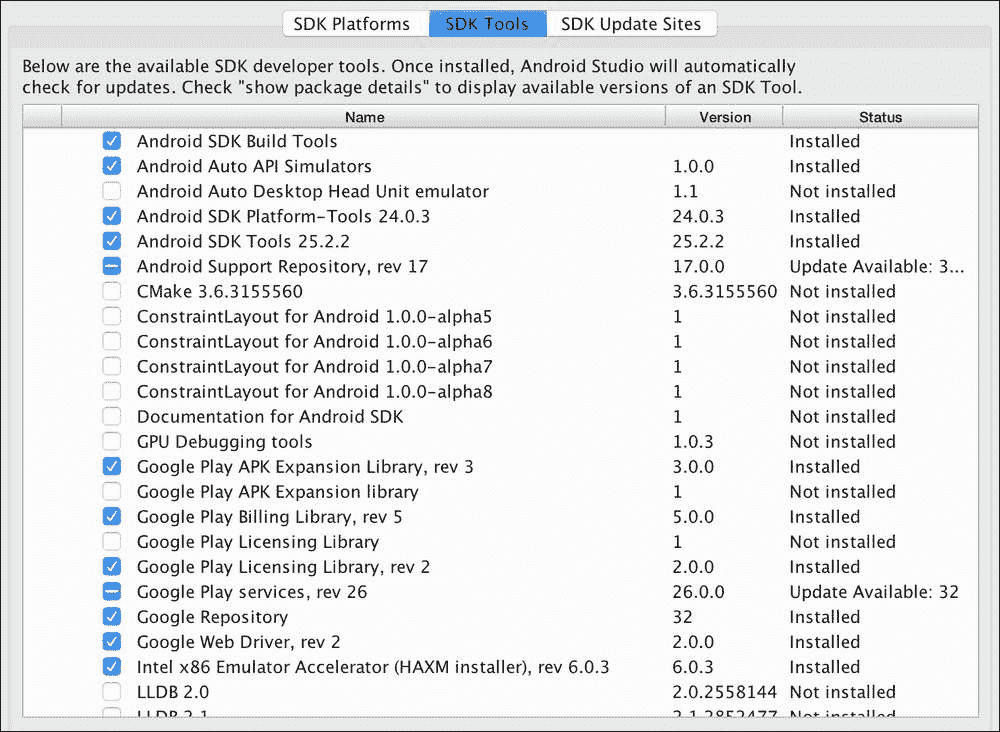 SDK Platforms SDK Tools SDK Update Sites
Below are the available SDK developer tools. Once installed, Android Studio will automatically
check for updates. Check "show package details" to display available versions of an SDK Tool.
Name Version Status
Android SDK Build Tools Installed
Android Auto API Simulators 1.0.0 Installed
Android Auto Desktop Head Unit emulator 1.1 Not installed
Android SDK Platform-Tools 24.0.3 24.0.3 Installed
Android SDK Tools 25.2.2 25.2.2 Installed
Android Support Repository, rev 17 17.0.0 Update Available: 3...
CMake 3.6.3155560 3.6.3155560 Not installed
ConstraintLayout for Android 1.0.0-alpha5 1 Not installed
ConstraintLayout for Android 1.0.0-alpha6 1 Not installed
ConstraintLayout for Android 1.0.0-alpha7 1 Not installed
ConstraintLayout for Android 1.0.0-alpha8 1 Not installed
Documentation for Android SDK 1 Not installed
GPU Debugging tools 1.0.3 Not installed
Google Play APK Expansion Library, rev 3 3.0.0 Installed
Google Play APK Expansion library 1 Not installed
Google Play Billing Library, rev 5 5.0.0 Installed
Google Play Licensing Library 1 Not installed
Google Play Licensing Library, rev 2 2.0.0 Installed
Google Play services, rev 26 26.0.0 Update Available: 32
Google Repository 32 Installed
Google Web Driver, rev 2 2.0.0 Installed
Intel x86 Emulator Accelerator (HAXM installer), rev 6.0.3 6.0.3 Installed
LLDB 2.0 2.0.2558144 Not installed
LLDB 2.1 2.1.2852477 Not installed